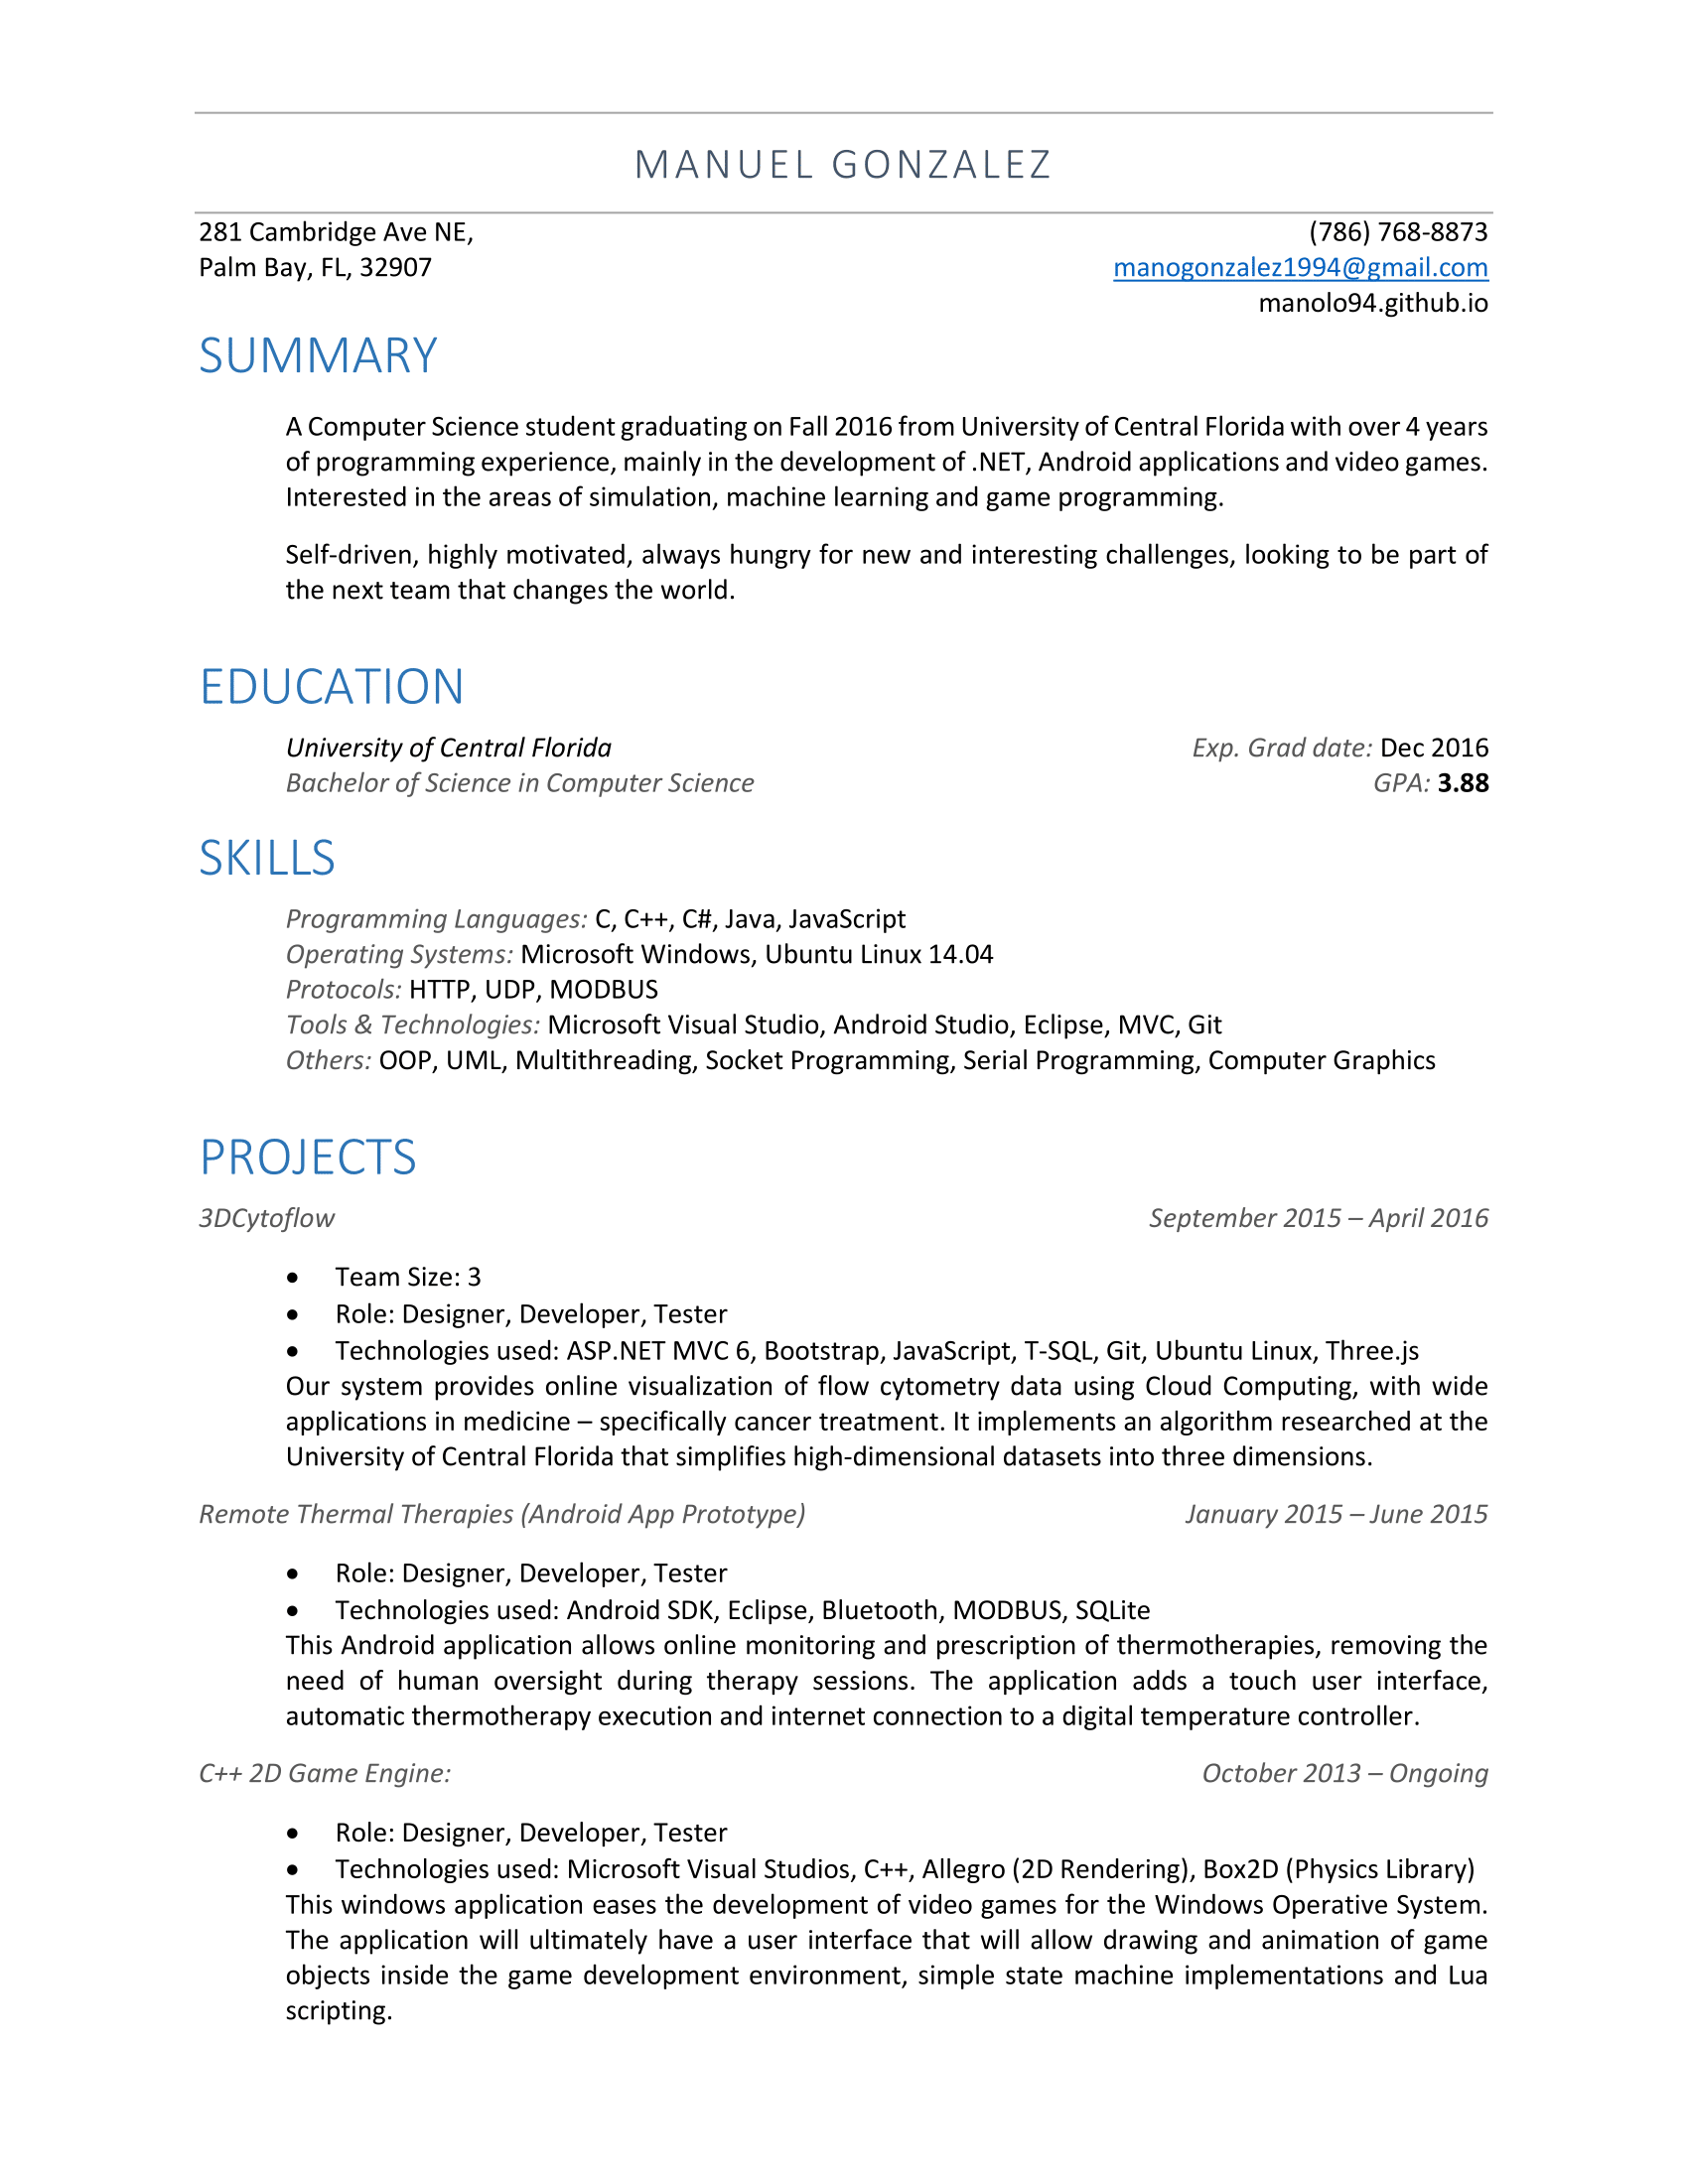 MANUEL GONZALEZ
281 Cambridge Ave NE,
(786) 768-8873
Palm Bay, FL, 32907
manogonzalez1994@gmail.com
manolo94.github.io
SUMMARY
A Computer Science student graduating on Fall 2016 from University of Central Florida with over 4 years
of programming experience, mainly in the development of .NET, Android applications and video games.
Interested in the areas of simulation, machine learning and game programming.
Self-driven, highly motivated, always hungry for new and interesting challenges, looking to be part of
the next team that changes the world.
EDUCATION
University of Central Florida Exp. Grad date: Dec 2016
Bachelor of Science in Computer Science GPA: 3.88
SKILLS
Programming Languages: C, C++, C#, Java, JavaScript
Operating Systems: Microsoft Windows, Ubuntu Linux 14.04
Protocols: HTTP, UDP, MODBUS
Tools & Technologies: Microsoft Visual Studio, Android Studio, Eclipse, MVC, Git
Others: OOP, UML, Multithreading, Socket Programming, Serial Programming, Computer Graphics
PROJECTS
3DCytoflow September 2015 – April 2016
• Team Size: 3
• Role: Designer, Developer, Tester
• Technologies used: ASP.NET MVC 6, Bootstrap, JavaScript, T-SQL, Git, Ubuntu Linux, Three.js
Our system provides online visualization of flow cytometry data using Cloud Computing, with wide
applications in medicine – specifically cancer treatment. It implements an algorithm researched at the
University of Central Florida that simplifies high-dimensional datasets into three dimensions.
Remote Thermal Therapies (Android App Prototype) January 2015 – June 2015
• Role: Designer, Developer, Tester
• Technologies used: Android SDK, Eclipse, Bluetooth, MODBUS, SQLite
This Android application allows online monitoring and prescription of thermotherapies, removing the
need of human oversight during therapy sessions. The application adds a touch user interface,
automatic thermotherapy execution and internet connection to a digital temperature controller.
C++ 2D Game Engine: October 2013 – Ongoing
• Role: Designer, Developer, Tester
• Technologies used: Microsoft Visual Studios, C++, Allegro (2D Rendering), Box2D (Physics Library)
This windows application eases the development of video games for the Windows Operative System.
The application will ultimately have a user interface that will allow drawing and animation of game
objects inside the game development environment, simple state machine implementations and Lua
scripting.